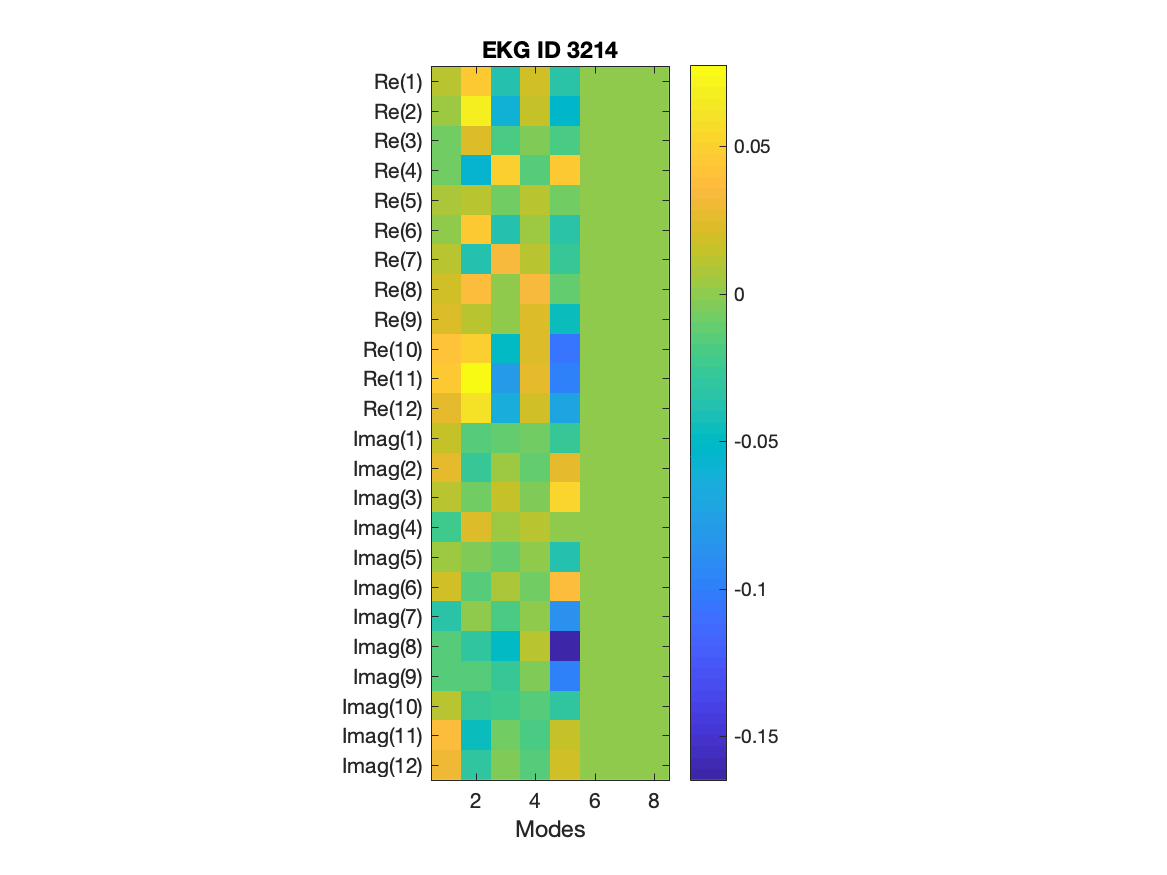 EKG ID 3214
Re(1)
Re(2)
Re(3)
Re(4)
Re(5)
Re(6)
Re(7)
Re(8)
Re(9)
Re(10)
Re(11)
Re(12)
Imag(1)
Imag(2)
Imag(3)
Imag(4)
Imag(5)
Imag(6)
Imag(7)
Imag(8)
Imag(9)
Imag(10)
Imag(11)
Imag(12)
2 4 6 8
Modes
0.05
0
-0.05
-0.1
-0.15